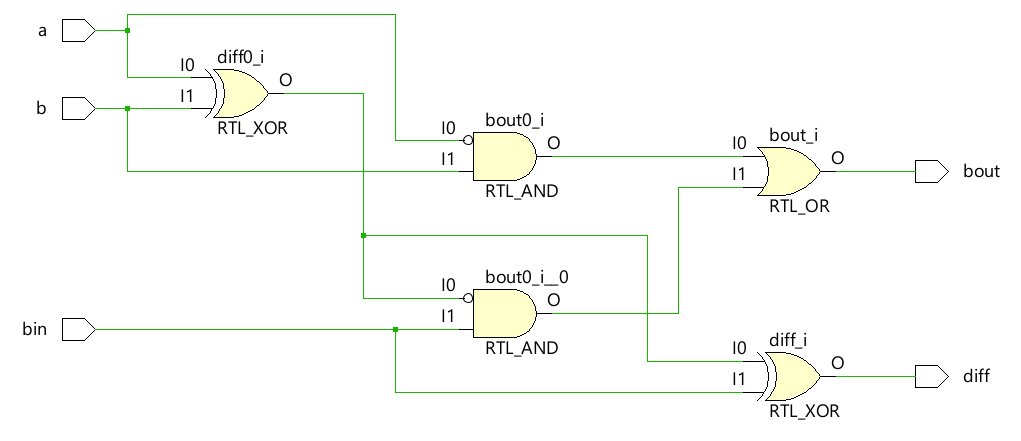 a
diff0_i
I0
O
I1
b
RTL_XOR
bout0_i
I0
O
I1
RTL_AND
bout_i
I0
O
I1
bout
RTL_OR
bout0_i__0
I0
O
I1
bin
RTL_AND
diff_i
I0
O
I1
diff
RTL_XOR